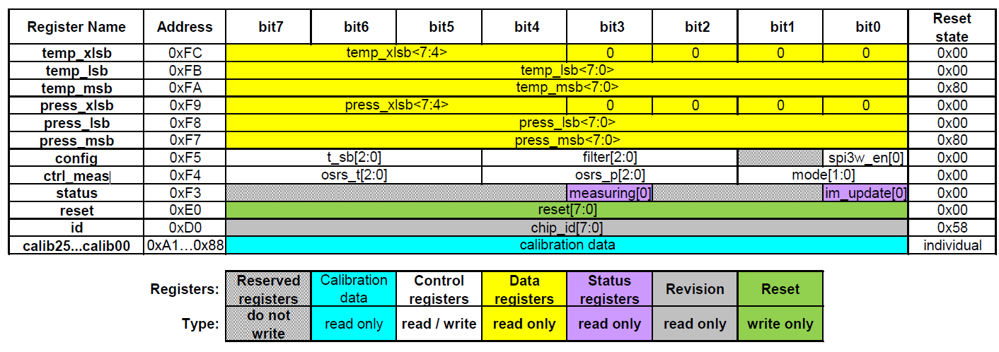 Register Name Address bit7 bit6 bit5 bit4 bit3 bit2 bit1 bit0 Reset state
temp_xlsb 0xFC temp_xlsb<7:4> 0 0 0 0 0x00
temp_lsb 0xFB temp_lsb<7:0> 0x00
temp_msb 0xFA temp_msb<7:0> 0x80
press_xlsb 0xF9 press_xlsb<7:4> 0 0 0 0 0x00
press_lsb 0xF8 press_lsb<7:0> 0x00
press_msb 0xF7 press_msb<7:0> 0x80
config 0xF5 t_sb[2:0] filter[2:0] spi3w_en[0] 0x00
ctrl_meas 0xF4 osrs_t[2:0] osrs_p[2:0] mode[1:0] 0x00
status 0xF3 measuring[0] im_update[0] 0x00
reset 0xE0 reset[7:0] 0x00
id 0xD0 chip_id[7:0] 0x58
calib25...calib00 0xA1…0x88 calibration data individual
Registers: Reserved registers Calibration data Control registers Data registers Status registers Revision Reset
Type: do not write read only read / write read only read only read only write only